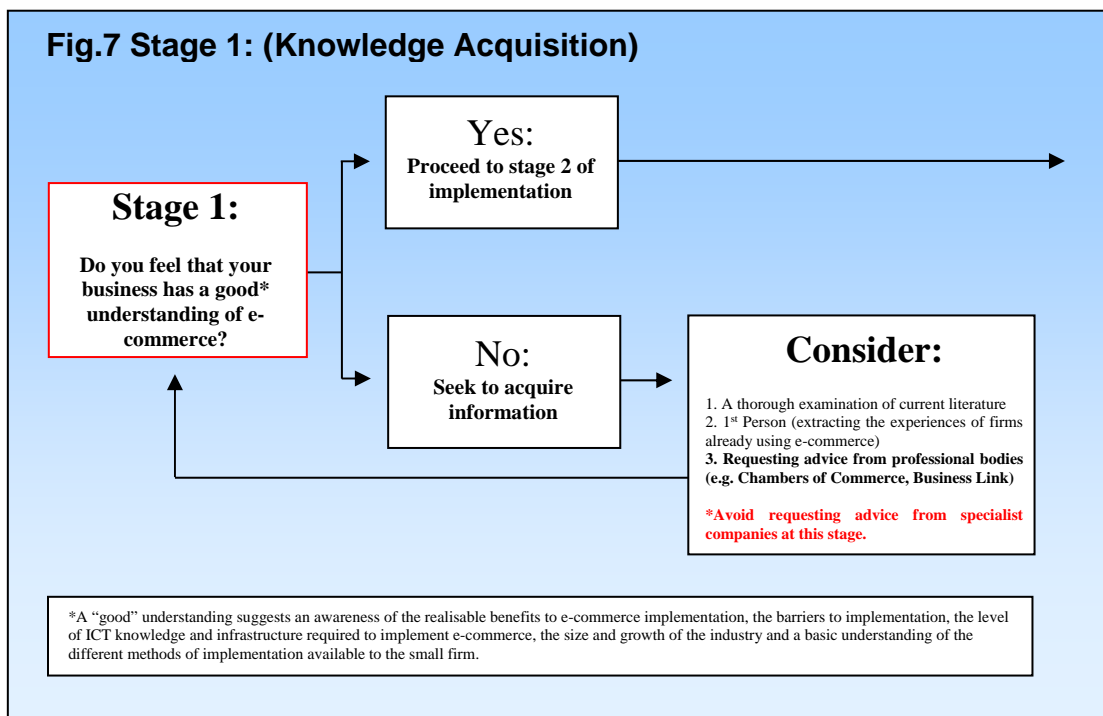 Fig.7 Stage 1: (Knowledge Acquisition)
Yes:
Proceed to stage 2 of
implementation
Stage 1:
Do you feel that your
business has a good*
understanding of e-
commerce?
No:
Seek to acquire
information
Consider:
1. A thorough examination of current literature
2. 1st Person (extracting the experiences of firms
already using e-commerce)
3. Requesting advice from professional bodies
(e.g. Chambers of Commerce, Business Link)
*Avoid requesting advice from specialist
companies at this stage.
*A “good” understanding suggests an awareness of the realisable benefits to e-commerce implementation, the barriers to implementation, the level
of ICT knowledge and infrastructure required to implement e-commerce, the size and growth of the industry and a basic understanding of the
different methods of implementation available to the small firm.